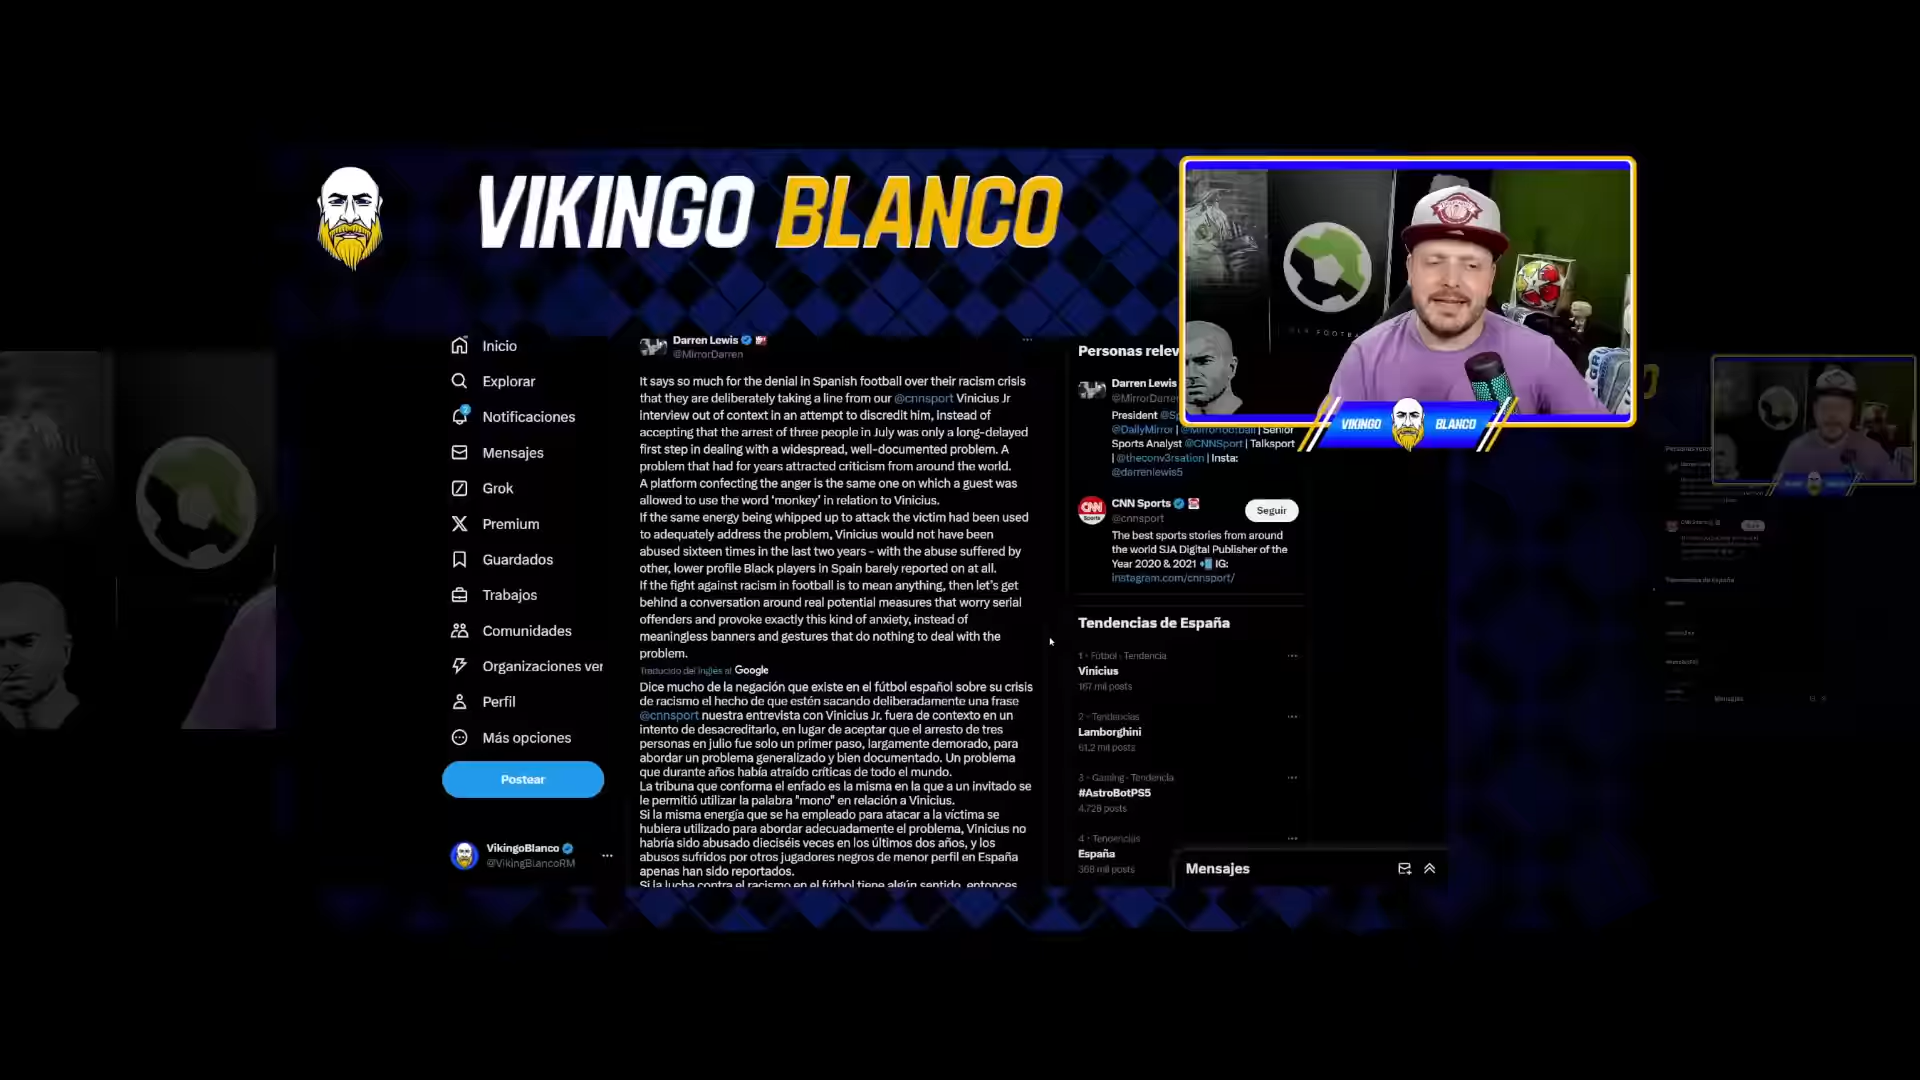 VIKINGO BLANCO
Inicio
Explorar
2
Notificaciones
Mensajes
Grok
Premium
Guardados
Trabajos
Comunidades
Organizaciones ver
Perfil
Más opciones
Postear
VikingoBlanco
@VikingBlancoRM
Darren Lewis
@MirrorDarren
It says so much for the denial in Spanish football over their racism crisis
that they are deliberately taking a line from our @cnnsport Vinicius Jr
interview out of context in an attempt to discredit him, instead of
accepting that the arrest of three people in July was only a long-delayed
first step in dealing with a widespread, well-documented problem. A
problem that had for years attracted criticism from around the world.
A platform confecting the anger is the same one on which a guest was
allowed to use the word ‘monkey’ in relation to Vinicius.
If the same energy being whipped up to attack the victim had been used
to adequately address the problem, Vinicius would not have been
abused sixteen times in the last two years - with the abuse suffered by
other, lower profile Black players in Spain barely reported on at all.
If the fight against racism in football is to mean anything, then let's get
behind a conversation around real potential measures that worry serial
offenders and provoke exactly this kind of anxiety, instead of
meaningless banners and gestures that do nothing to deal with the
problem.
Traducido del inglés al Google
Dice mucho de la negación que existe en el fútbol español sobre su crisis
de racismo el hecho de que estén sacando deliberadamente una frase
@cnnsport nuestra entrevista con Vinicius Jr. fuera de contexto en un
intento de desacreditarlo, en lugar de aceptar que el arresto de tres
personas en julio fue solo un primer paso, largamente demorado, para
abordar un problema generalizado y bien documentado. Un problema
que durante años había atraído críticas de todo el mundo.
La tribuna que conforma el enfado es la misma en la que a un invitado se
le permitió utilizar la palabra "mono" en relación a Vinicius.
Si la misma energía que se ha empleado para atacar a la víctima se
hubiera utilizado para abordar adecuadamente el problema, Vinicius no
habría sido abusado dieciséis veces en los últimos dos años, y los
abusos sufridos por otros jugadores negros de menor perfil en España
apenas han sido reportados.
Si la lucha contra el racismo en el fútbol tiene algún sentido, entonces
Personas relev
Darren Lewis
@MirrorDarre
President @Sp
@DailyMirror | @MirrorFootball | Senior
Sports Analyst @CNNSport | Talksport
| @theconv3rsation | Insta:
@darrenlewis5
CNN Sports
@cnnsport
Seguir
The best sports stories from around
the world SJA Digital Publisher of the
Year 2020 & 2021 IG:
instagram.com/cnnsport/
Tendencias de España
1 · Fútbol · Tendencia
Vinicius
167 mil posts
2 · Tendencias
Lamborghini
61,2 mil posts
3 · Gaming · Tendencia
#AstroBotPS5
4.728 posts
4 · Tendencias
España
368 mil posts
Mensajes
VIKINGO BLANCO